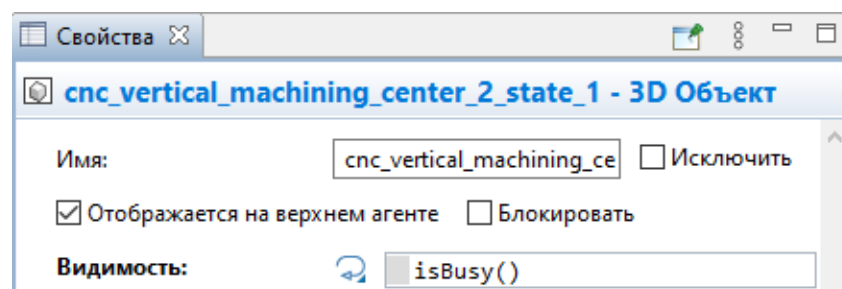 Свойства
cnc_vertical_machining_center_2_state_1 - 3D Объект
Имя: cnc_vertical_machining_ce Исключить
Отображается на верхнем агенте Блокировать
Видимость: isBusy()